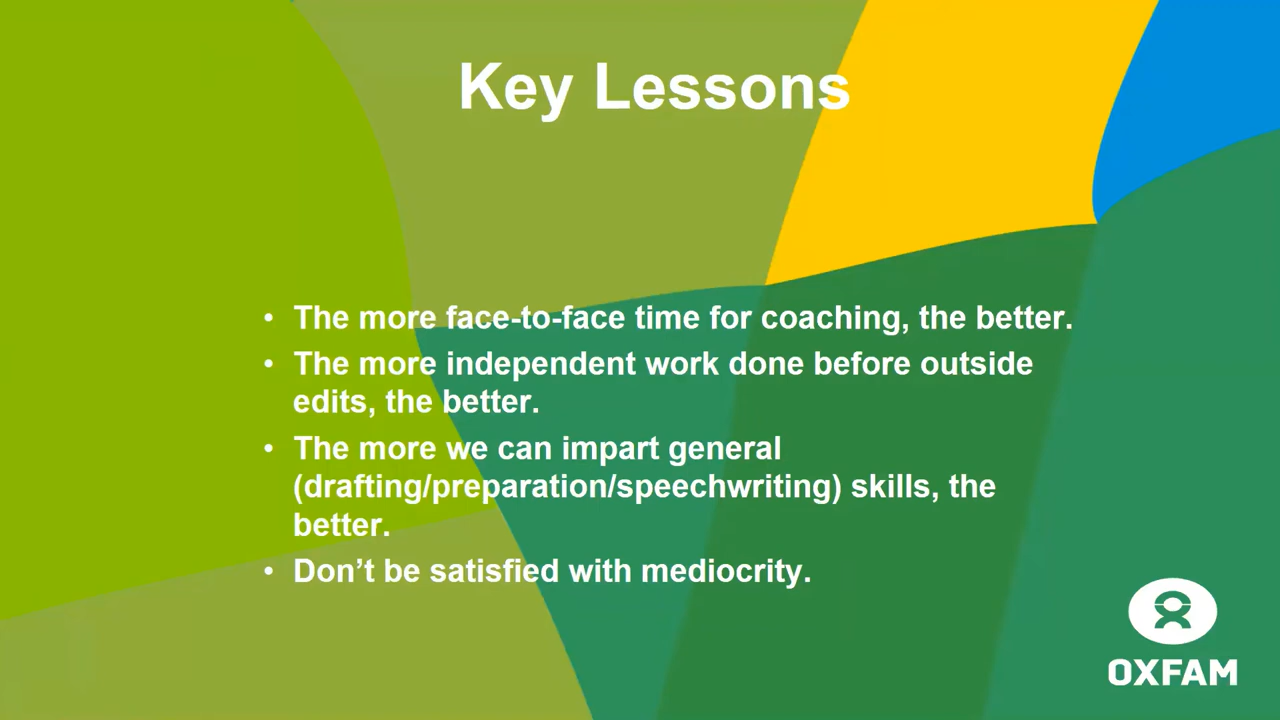 Key Lessons
• The more face-to-face time for coaching, the better.
• The more independent work done before outside
edits, the better.
• The more we can impart general
(drafting/preparation/speechwriting) skills, the
better.
• Don’t be satisfied with mediocrity.
OXFAM